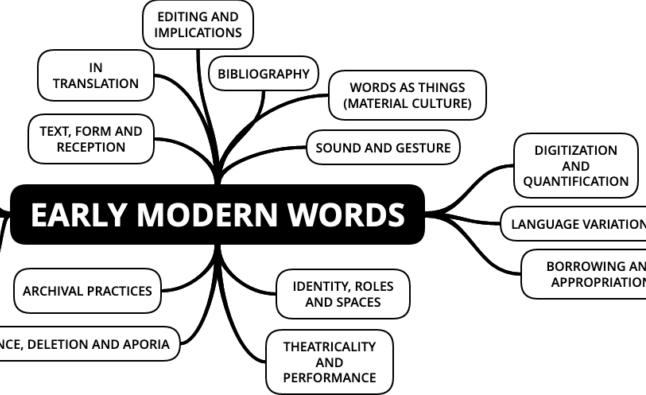 EDITING AND
IMPLICATIONS
IN
TRANSLATION
BIBLIOGRAPHY
WORDS AS THINGS
(MATERIAL CULTURE)
TEXT, FORM AND
RECEPTION
SOUND AND GESTURE
DIGITIZATION
AND
QUANTIFICATION
EARLY MODERN WORDS
LANGUAGE VARIATION
BORROWING AN
APPROPRIATION
ARCHIVAL PRACTICES
IDENTITY, ROLES
AND SPACES
NCE, DELETION AND APORIA
THEATRICALITY
AND
PERFORMANCE